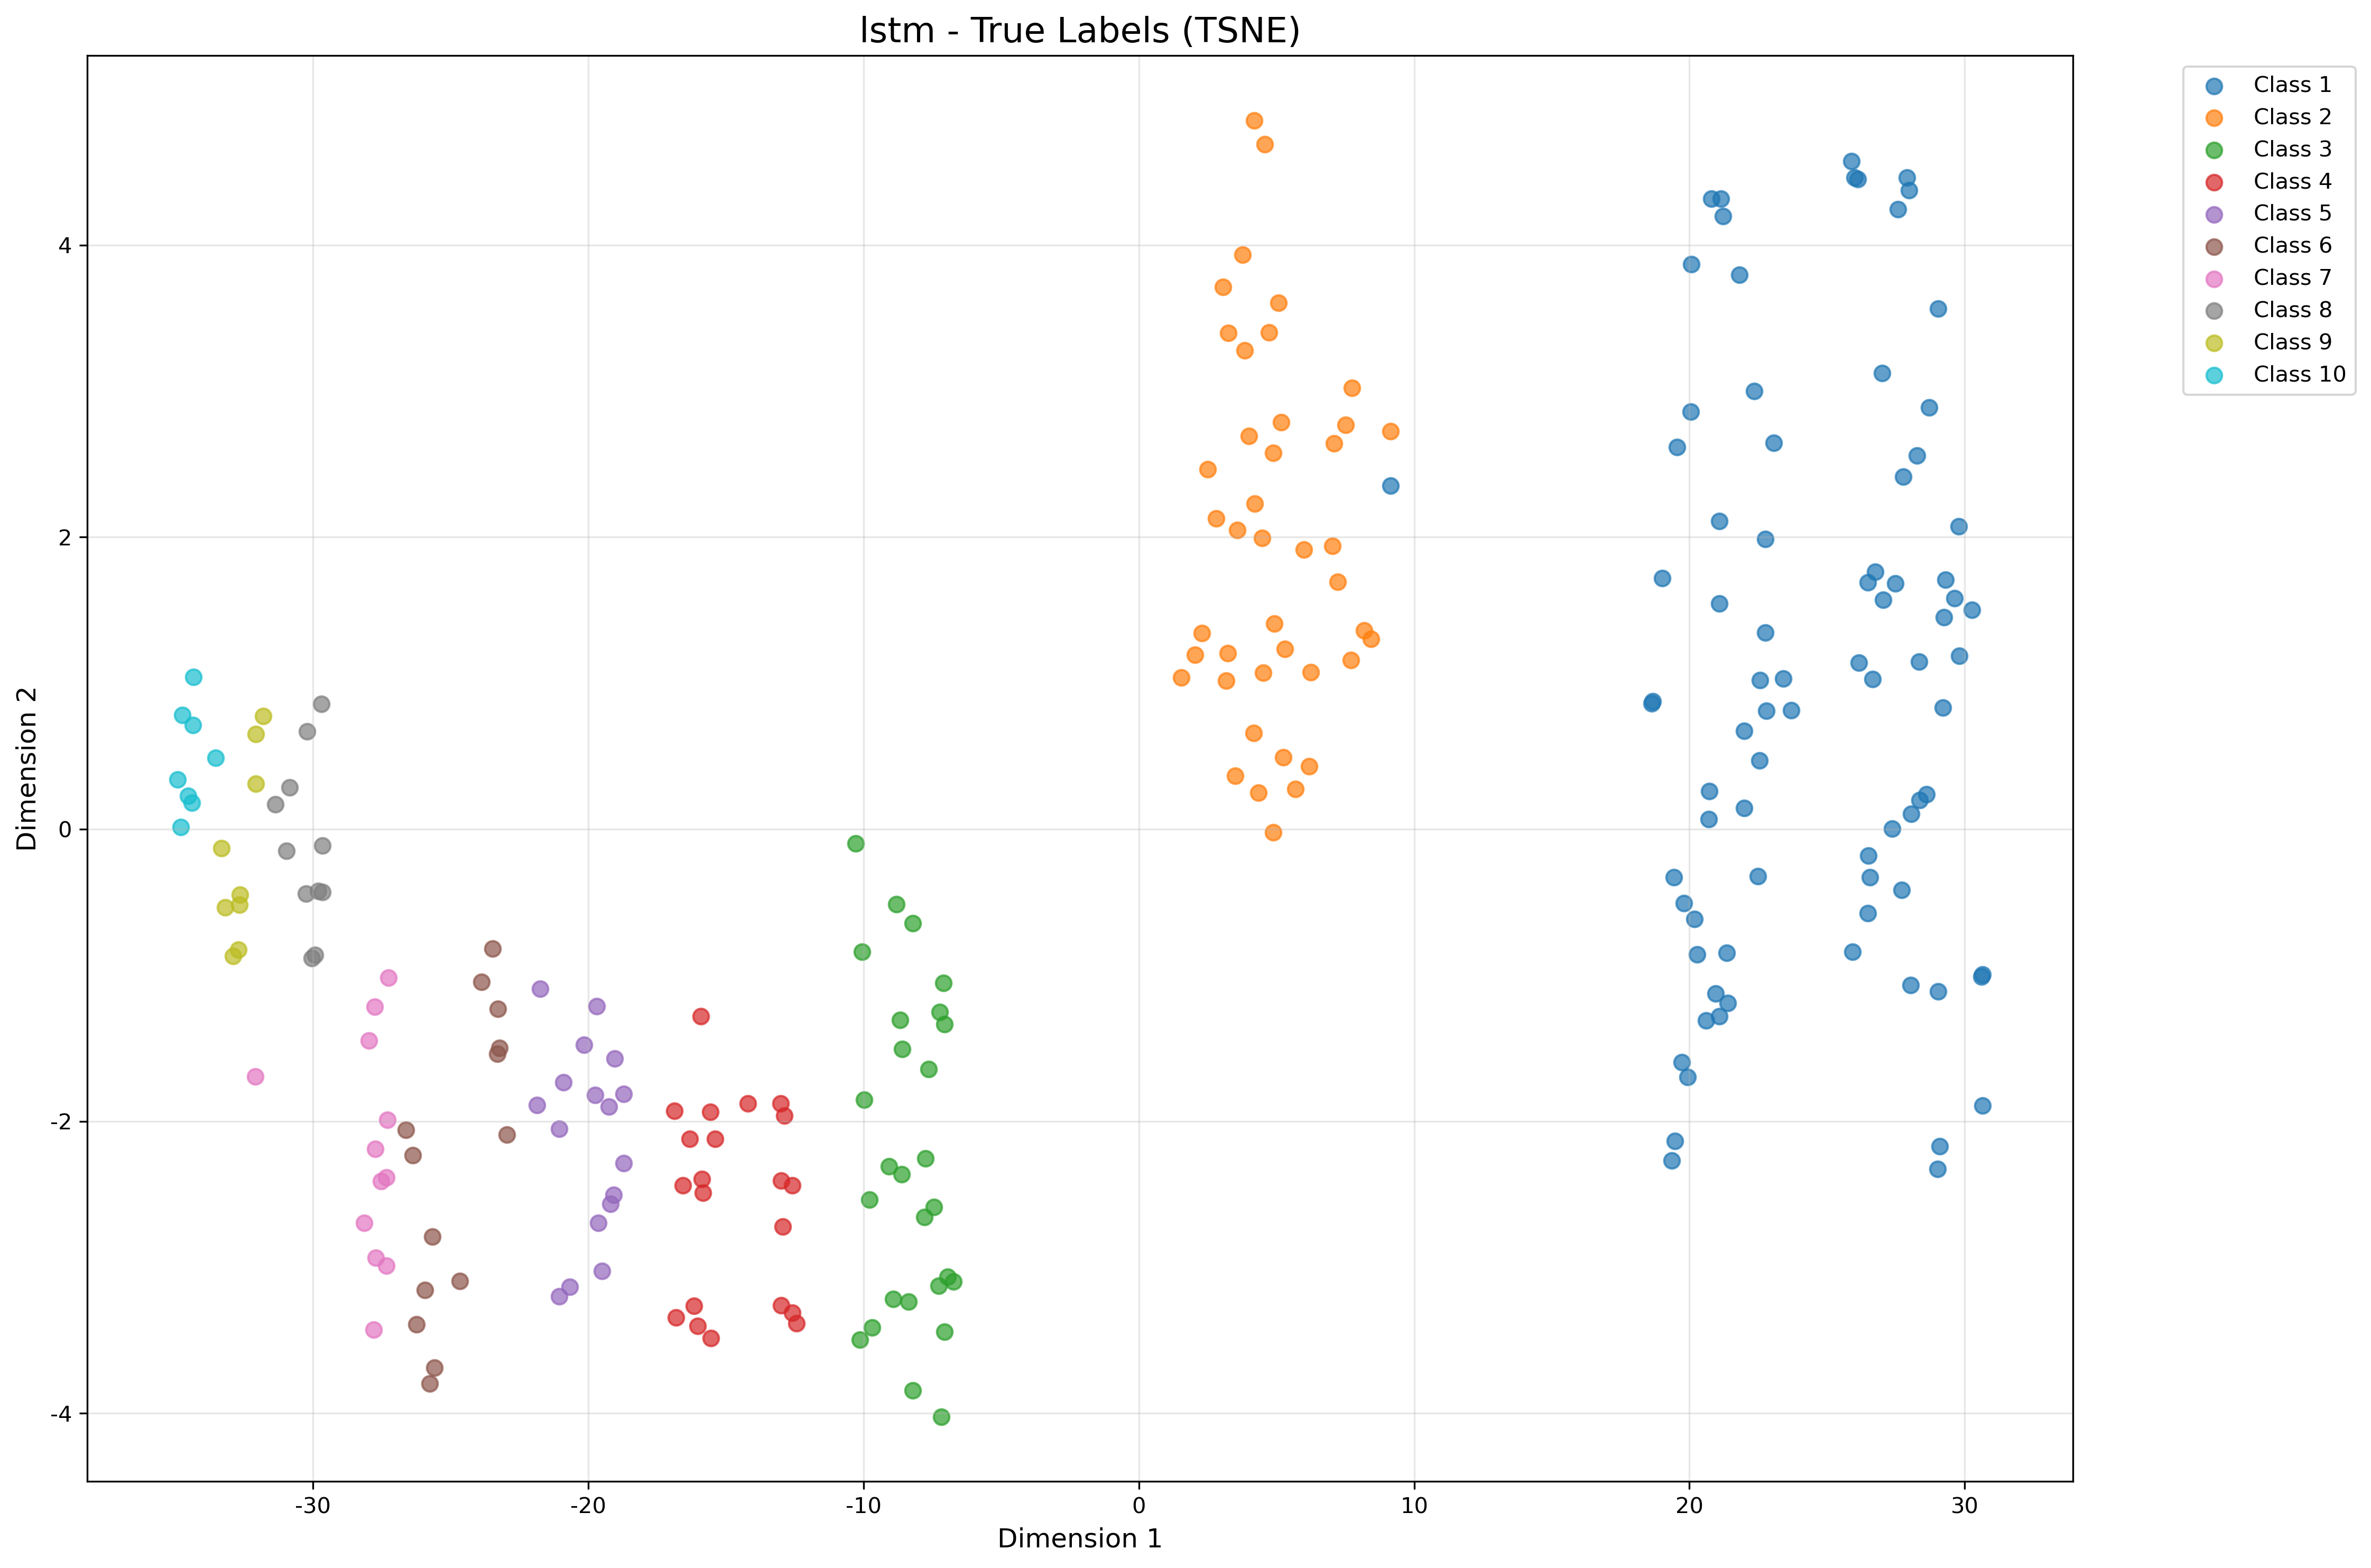 lstm - True Labels (TSNE)
Class 1
Class 2
Class 3
Class 4
Class 5
Class 6
Class 7
Class 8
Class 9
Class 10
4
2
0
-2
-4
Dimension 2
-30
-20
-10
0
10
20
30
Dimension 1